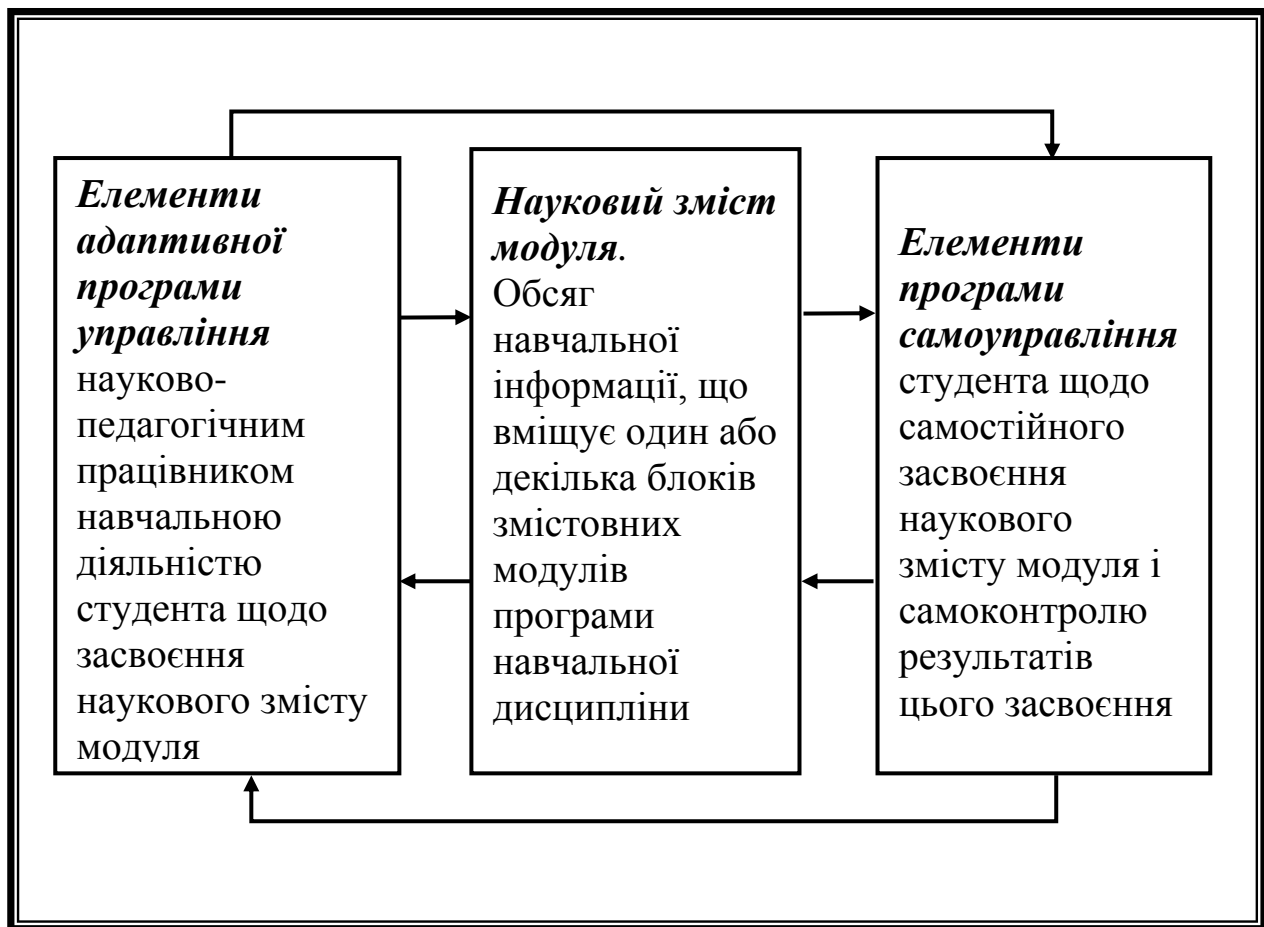 Елементи
адаптивної
програми
управління
науково-
педагогічним
працівником
навчальною
діяльністю
студента щодо
засвоєння
наукового змісту
модуля
Науковий зміст
модуля.
Обсяг
навчальної
інформації, що
вміщує один або
декілька блоків
змістовних
модулів
програми
навчальної
дисципліни
Елементи
програми
самоуправління
студента щодо
самостійного
засвоєння
наукового
змісту модуля і
самоконтролю
результатів
цього засвоєння